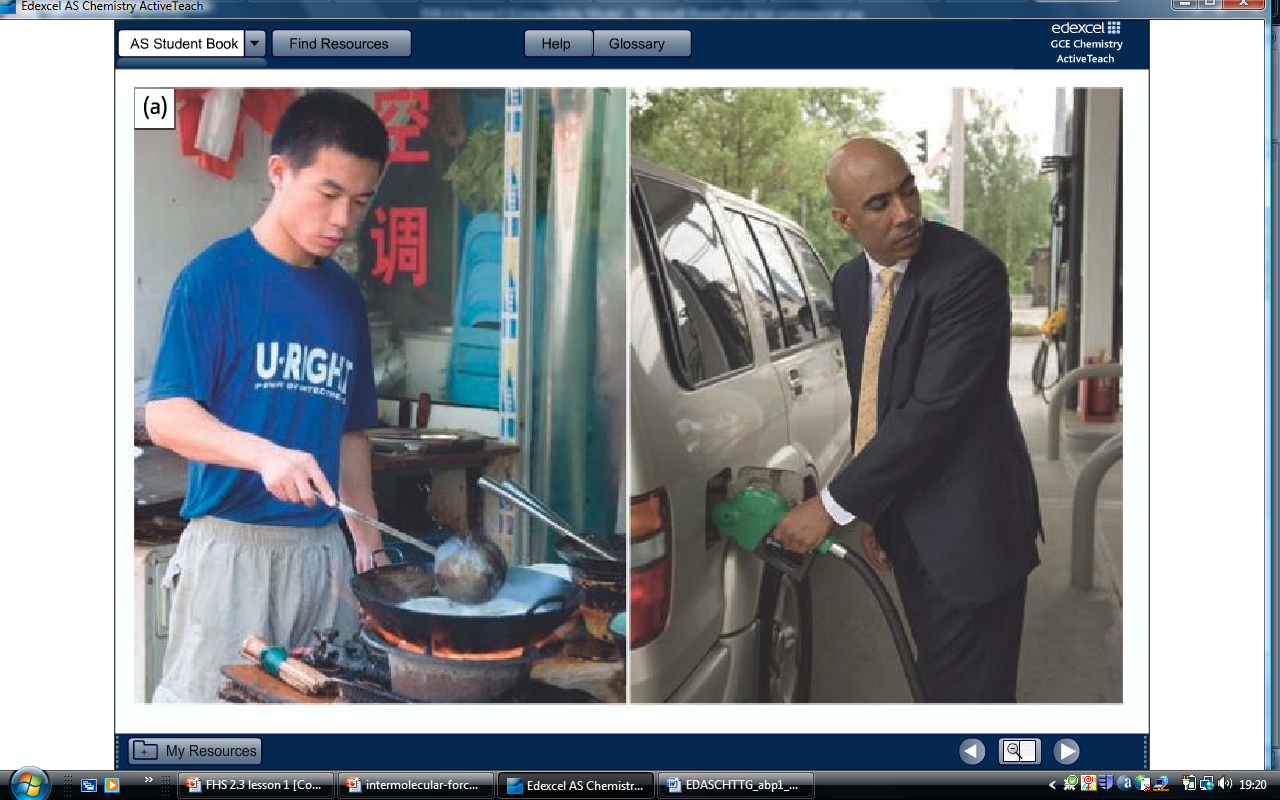 Edexcel AS Chemistry ActiveTeach
AS Student Book
Find Resources
Help
Glossary
edexcel
GCE Chemistry
ActiveTeach
(a)
空
调
U-RIGHT
My Resources
FHS 2.3 lesson 1 [Co...
intermolecular-forc...
Edexcel AS Chemistr...
EDASCHTTG_abp1_...
19:20